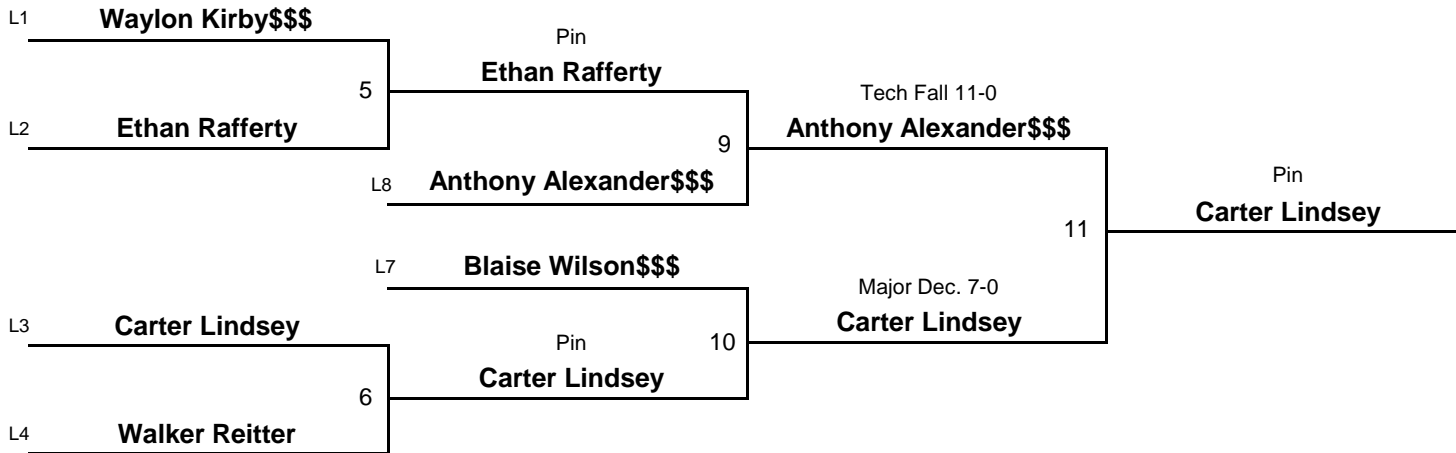 L1 Waylon Kirby$$$
Pin
Ethan Rafferty
5
Tech Fall 11-0
L2 Ethan Rafferty
Anthony Alexander$$$
9
L8 Anthony Alexander$$$
Pin
Carter Lindsey
11
L7 Blaise Wilson$$$
Major Dec. 7-0
L3 Carter Lindsey
Carter Lindsey
Pin
10
Carter Lindsey
6
L4 Walker Reitter